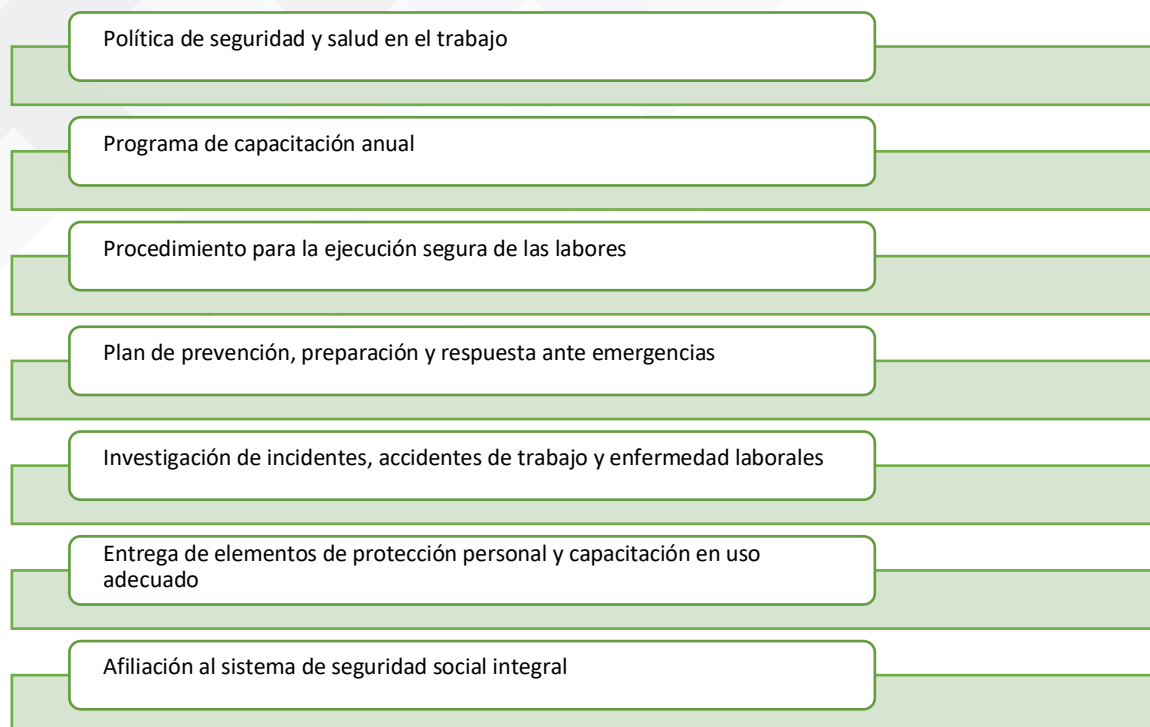 Política de seguridad y salud en el trabajo
Programa de capacitación anual
Procedimiento para la ejecución segura de las labores
Plan de prevención, preparación y respuesta ante emergencias
Investigación de incidentes, accidentes de trabajo y enfermedad laborales
Entrega de elementos de protección personal y capacitación en uso
adecuado
Afiliación al sistema de seguridad social integral